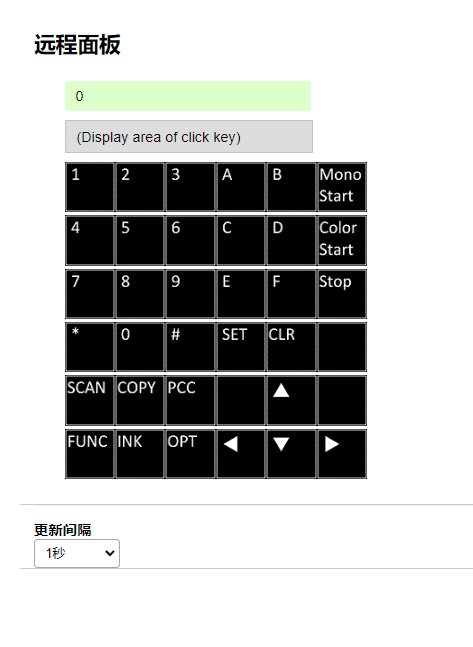 远程面板
0
(Display area of click key)
1 2 3 A B Mono Start
4 5 6 C D Color Start
7 8 9 E F Stop
* 0 # SET CLR
SCAN COPY PCC ▲
FUNC INK OPT ◀ ▼ ▶
更新间隔
1秒